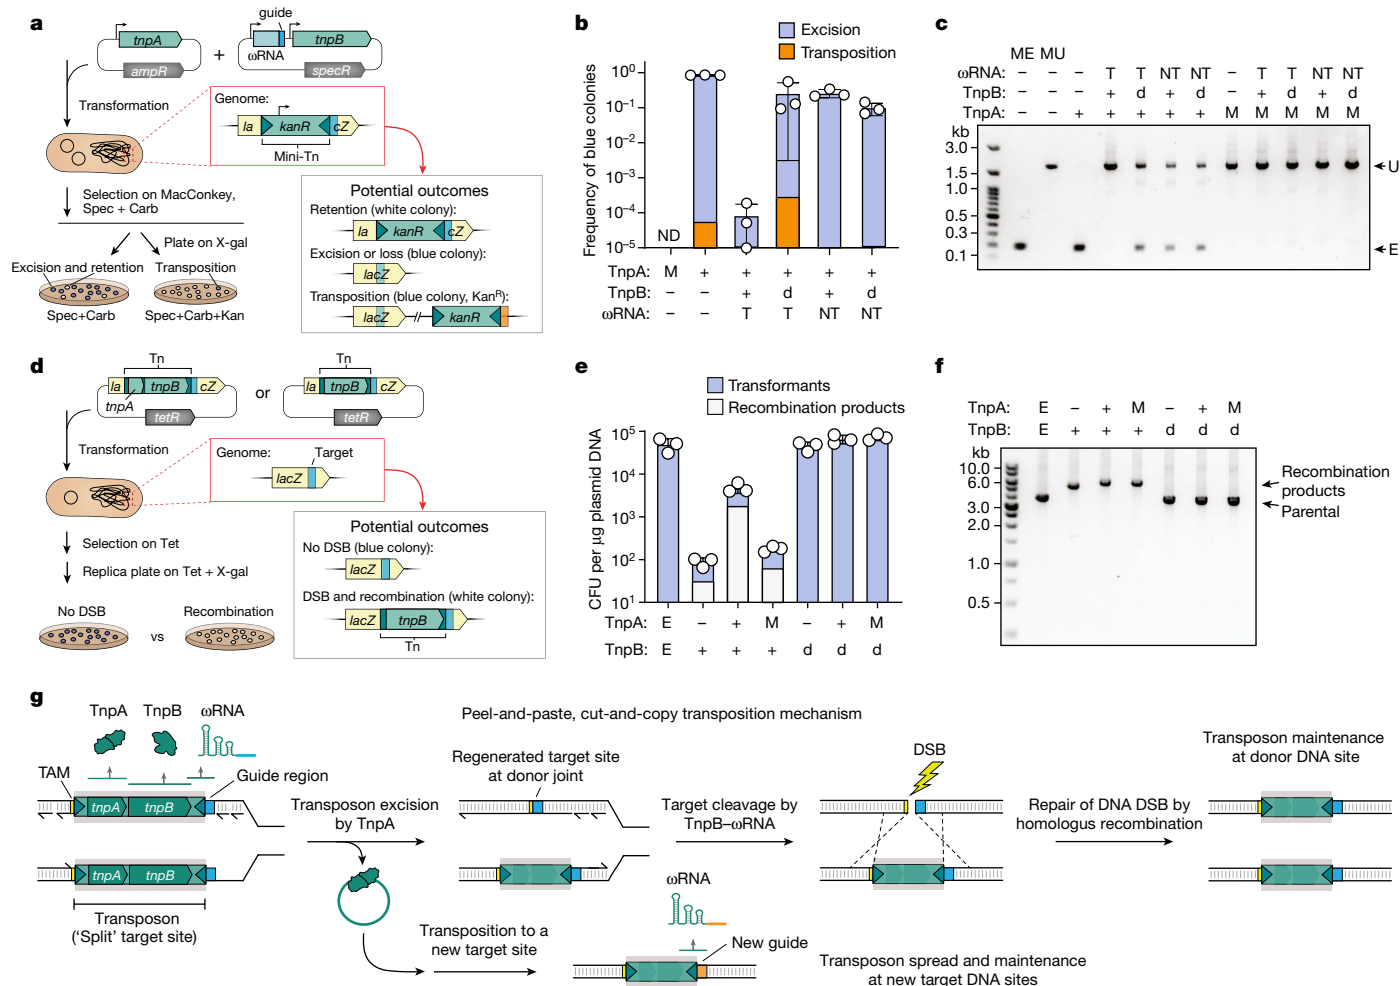 a
tnpA
ampR
+
guide
ωRNA
tnpB
specR
Transformation
Genome:
la
kanR
cZ
Mini-Tn
Selection on MacConkey,
Spec + Carb
Plate on X-gal
Excision and retention
Transposition
Spec+Carb
Spec+Carb+Kan
Potential outcomes
Retention (white colony):
la
kanR
cZ
Excision or loss (blue colony):
lacZ
Transposition (blue colony, KanR):
lacZ
kanR
b
Excision
Transposition
Frequency of blue colonies
10⁰
10⁻¹
10⁻²
10⁻³
10⁻⁴
10⁻⁵
ND
TnpA: M + + + + +
TnpB: – – + d + d
ωRNA: – – T T NT NT
c
ME MU
ωRNA: – – – T T NT NT – T T NT NT
TnpB: – – – + d + d – + d + d
TnpA: – – + + + + + M M M M M
kb
3.0
1.5
1.0
0.5
0.3
0.1
U
E
d
Tn
la
tnpB
cZ
tnpA
tetR
or
Tn
la
tnpB
cZ
tetR
Transformation
Genome:
Target
lacZ
Selection on Tet
Replica plate on Tet + X-gal
No DSB
vs
Recombination
Potential outcomes
No DSB (blue colony):
lacZ
DSB and recombination (white colony):
lacZ
tnpB
Tn
e
Transformants
Recombination products
CFU per µg plasmid DNA
10⁵
10⁴
10³
10²
10¹
TnpA: E – + M – + M
TnpB: E + + + d d d
f
TnpA: E – + M – + M
TnpB: E + + + d d d
kb
10.0
6.0
3.0
2.0
1.0
0.5
Recombination
products
Parental
g
TnpA
TnpB
ωRNA
TAM
Guide region
tnpA
tnpB
tnpA
tnpB
Transposon
('Split' target site)
Peel-and-paste, cut-and-copy transposition mechanism
Transposon excision
by TnpA
Regenerated target site
at donor joint
Target cleavage by
TnpB–ωRNA
DSB
Repair of DNA DSB by
homologus recombination
Transposon maintenance
at donor DNA site
Transposition to a
new target site
ωRNA
New guide
Transposon spread and maintenance
at new target DNA sites